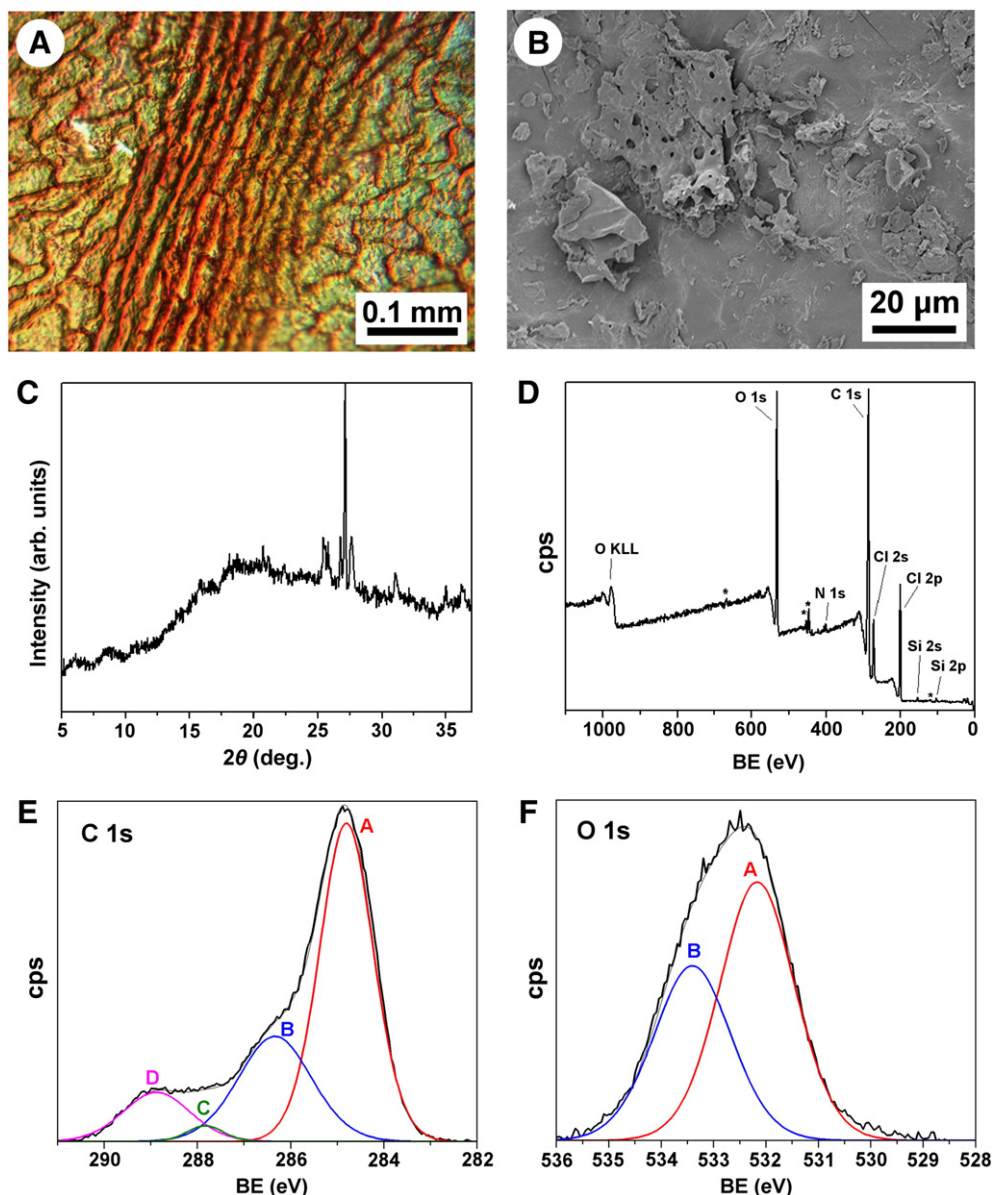 A
0.1 mm
B
20 µm
C
Intensity (arb. units)
5 10 15 20 25 30 35
2θ (deg.)
D
cps
O KLL
*
O 1s
*
*
N 1s
C 1s
Cl 2s
Cl 2p
Si 2s
*
Si 2p
1000 800 600 400 200 0
BE (eV)
E
C 1s
cps
A
B
C
D
290 288 286 284 282
BE (eV)
F
O 1s
cps
A
B
536 535 534 533 532 531 530 529 528
BE (eV)